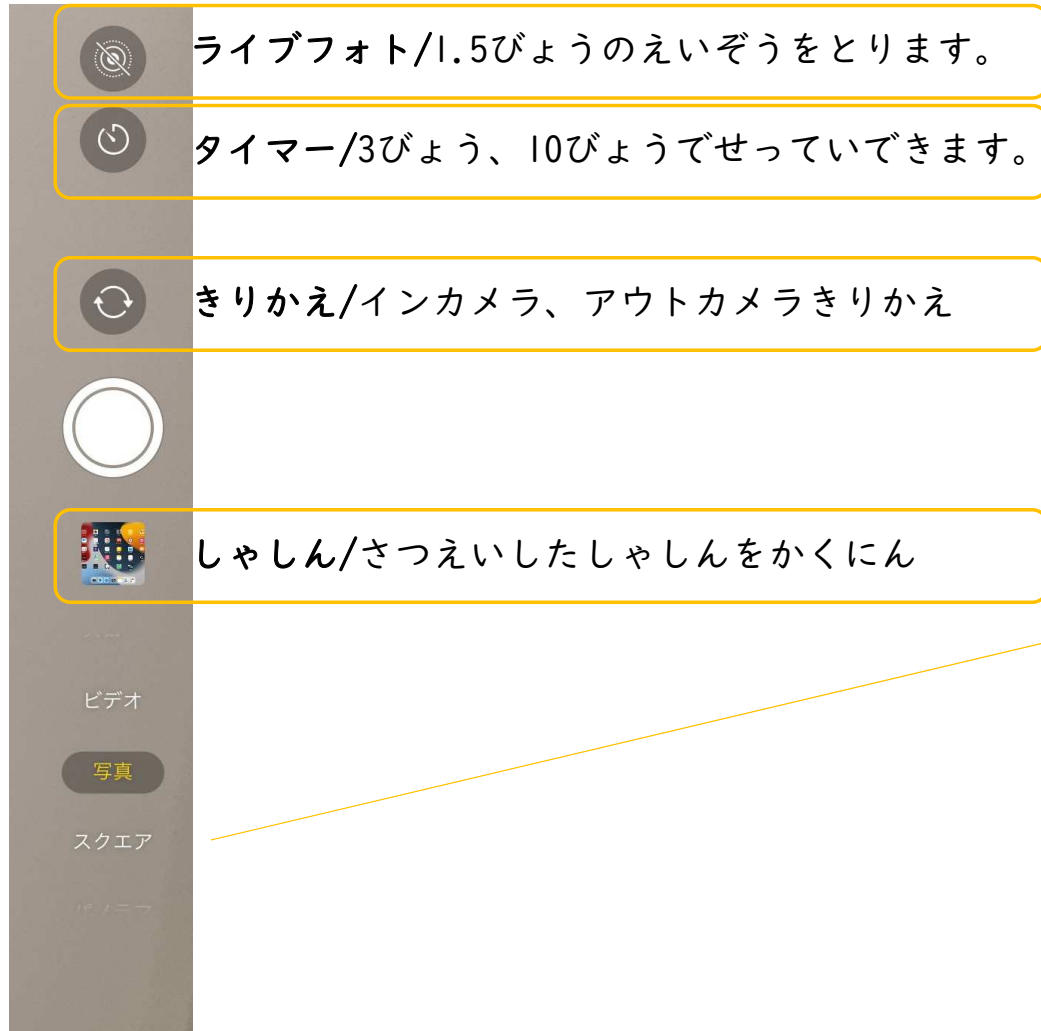 ライブフォト/1.5びょうのえいぞうをとります。
タイマー/3びょう、10びょうでせっていできます。
きりかえ/インカメラ、アウトカメラきりかえ
しゃしん/さつえいしたしゃしんをかくにん
ビデオ
写真
スクエア